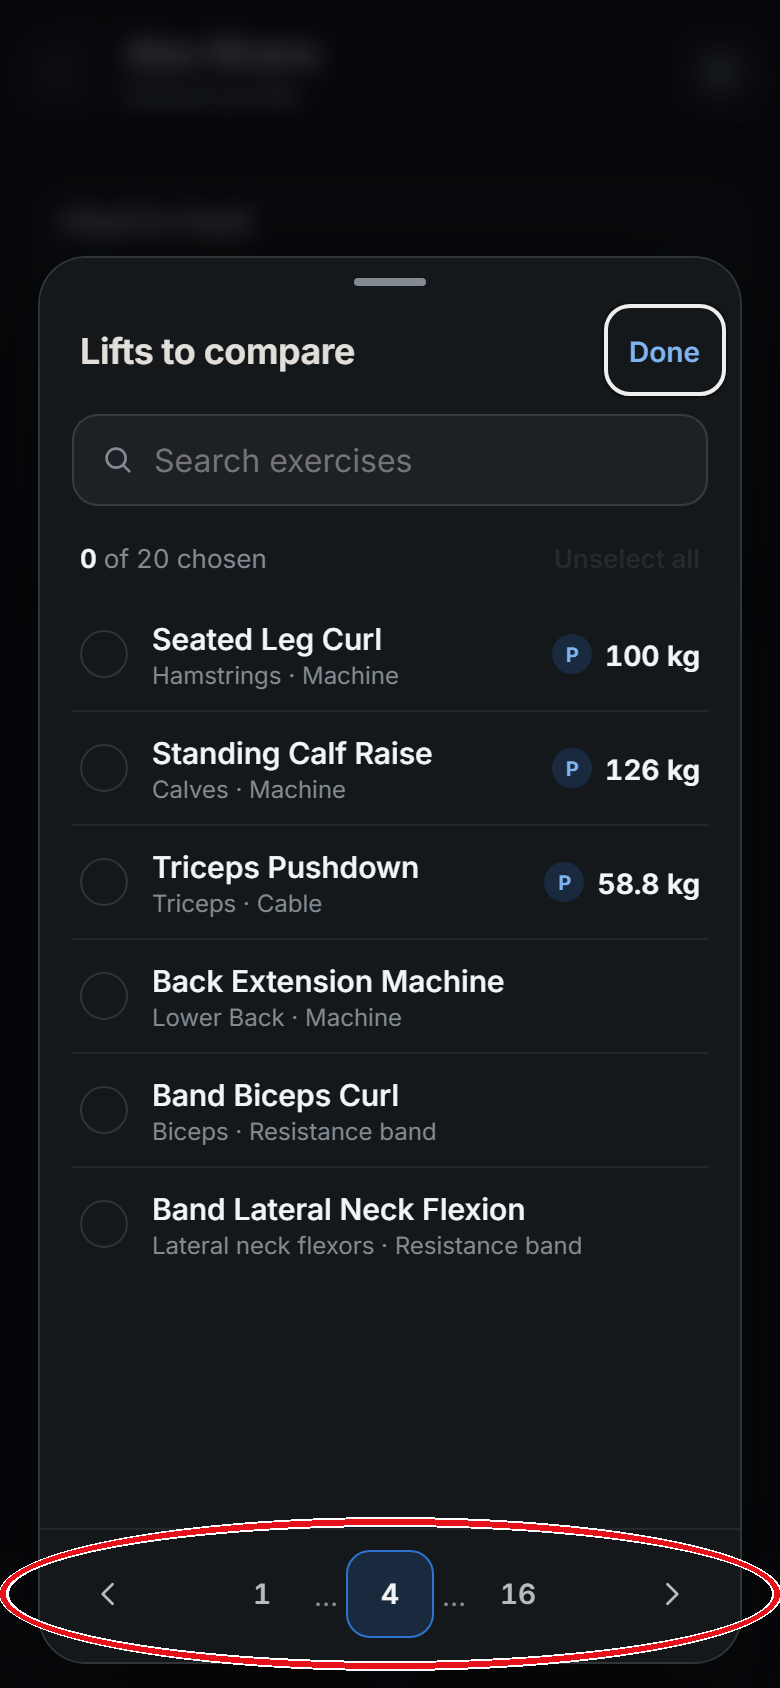 Lifts to compare
Done
Search exercises
0 of 20 chosen
Unselect all
Seated Leg Curl
Hamstrings · Machine
P 100 kg
Standing Calf Raise
Calves · Machine
P 126 kg
Triceps Pushdown
Triceps · Cable
P 58.8 kg
Back Extension Machine
Lower Back · Machine
Band Biceps Curl
Biceps · Resistance band
Band Lateral Neck Flexion
Lateral neck flexors · Resistance band
1 ... 4 ... 16